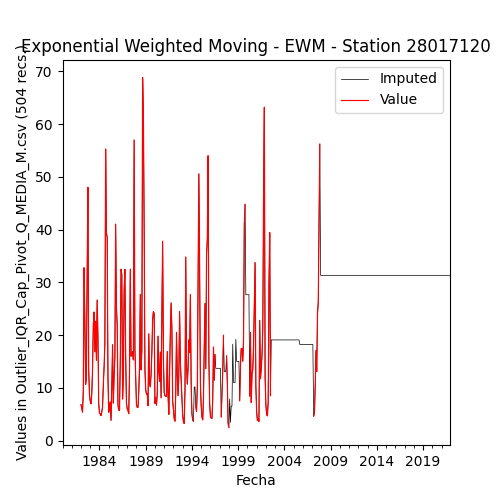 Exponential Weighted Moving - EWM - Station 28017120
Imputed
Value
Values in Outlier_IQR_Cap_Pivot_Q_MEDIA_M.csv (504 recs.)
70
60
50
40
30
20
10
0
1984 1989 1994 1999 2004 2009 2014 2019
Fecha